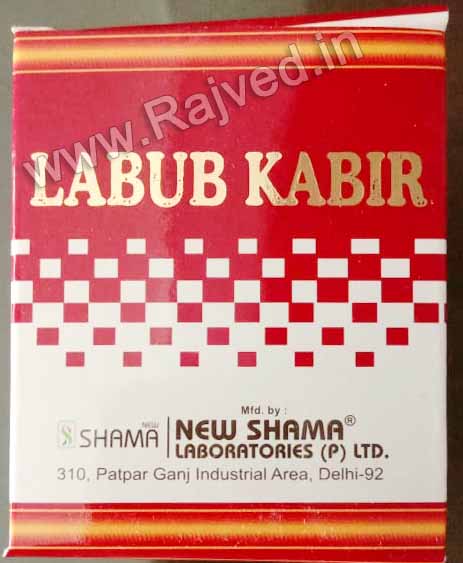 www.Rajved.in
LABUB KABIR
Mfd. by :
NEW
SHAMA
NEW SHAMA®
LABORATORIES (P) LTD.
310, Patpar Ganj Industrial Area, Delhi-92